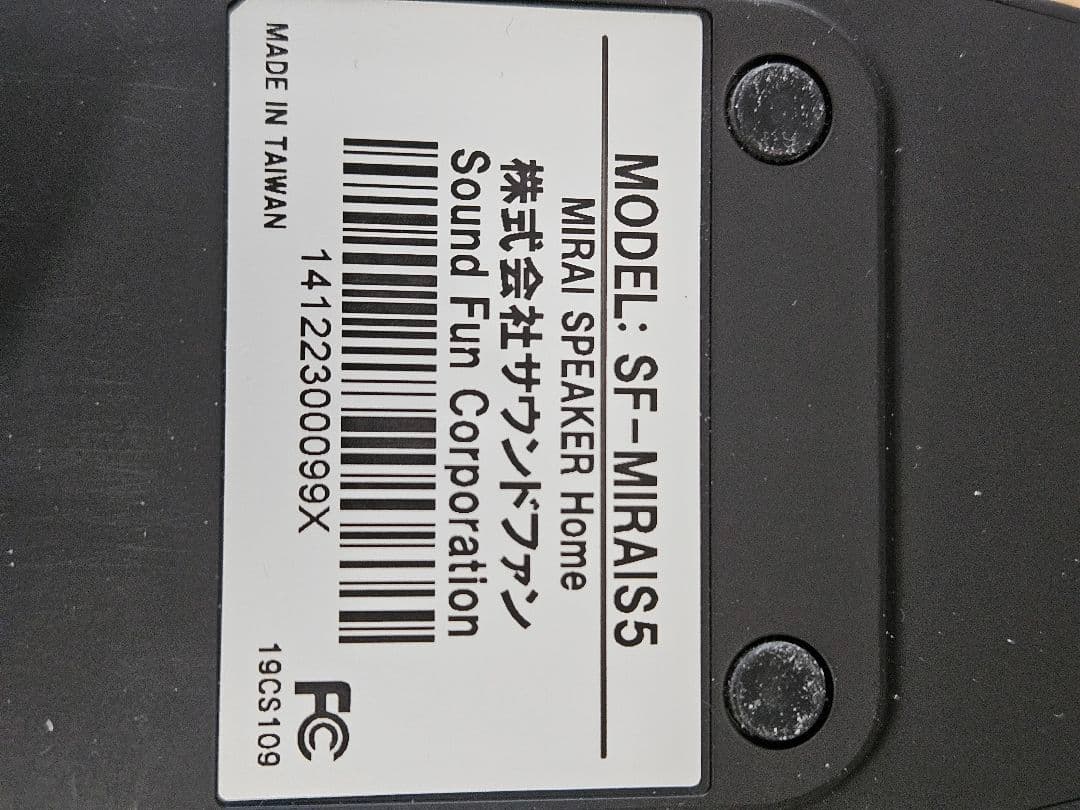 MODEL: SF-MIRAIS5
MIRAI SPEAKER Home
株式会社サウンドファン
Sound Fun Corporation
14122300099X
FC
MADE IN TAIWAN
19CS109